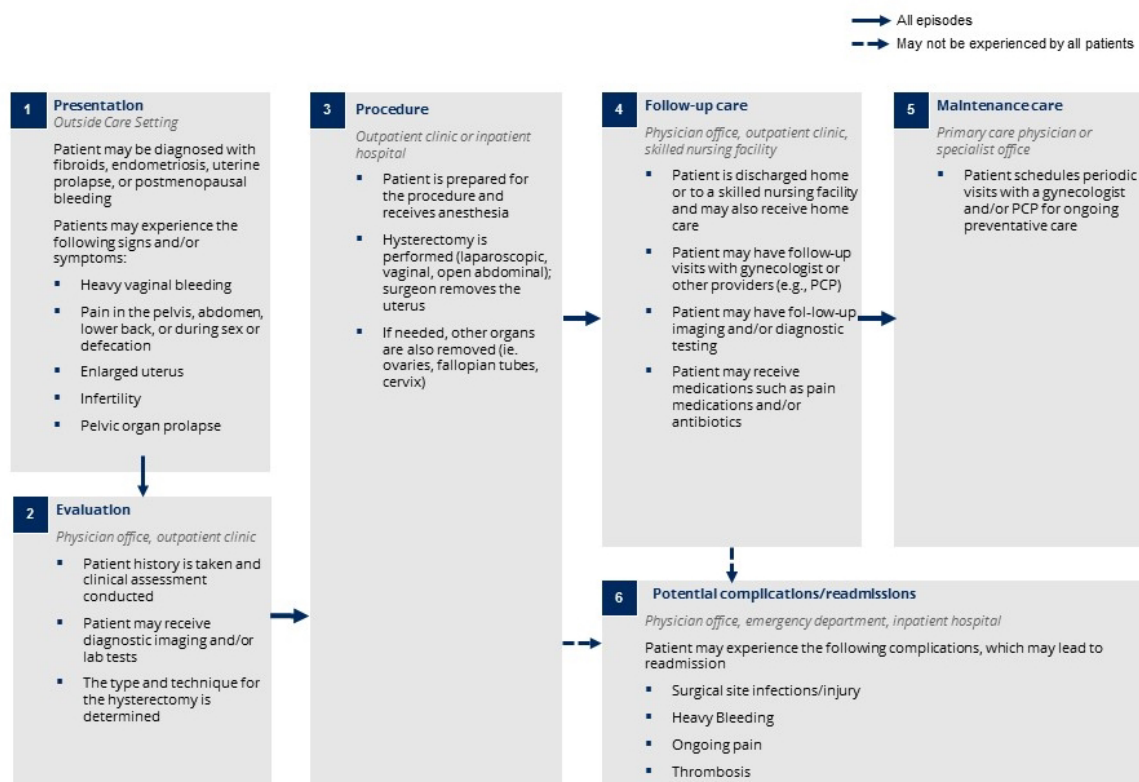 All episodes
May not be experienced by all patients
1
Presentation
Outside Care Setting
Patient may be diagnosed with
fibroids, endometriosis, uterine
prolapse, or postmenopausal
bleeding
Patients may experience the
following signs and/or
symptoms:
▪ Heavy vaginal bleeding
▪ Pain in the pelvis, abdomen,
lower back, or during sex or
defecation
▪ Enlarged uterus
▪ Infertility
▪ Pelvic organ prolapse
2
Evaluation
Physician office, outpatient clinic
▪ Patient history is taken and
clinical assessment
conducted
▪ Patient may receive
diagnostic imaging and/or
lab tests
▪ The type and technique for
the hysterectomy is
determined
3
Procedure
Outpatient clinic or inpatient
hospital
▪ Patient is prepared for
the procedure and
receives anesthesia
▪ Hysterectomy is
performed (laparoscopic,
vaginal, open abdominal);
surgeon removes the
uterus
▪ If needed, other organs
are also removed (ie.
ovaries, fallopian tubes,
cervix)
4
Follow-up care
Physician office, outpatient clinic,
skilled nursing facility
▪ Patient is discharged home
or to a skilled nursing facility
and may also receive home
care
▪ Patient may have follow-up
visits with gynecologist or
other providers (e.g., PCP)
▪ Patient may have fol-low-up
imaging and/or diagnostic
testing
▪ Patient may receive
medications such as pain
medications and/or
antibiotics
5
Maintenance care
Primary care physician or
specialist office
▪ Patient schedules periodic
visits with a gynecologist
and/or PCP for ongoing
preventative care
6
Potential complications/readmissions
Physician office, emergency department, inpatient hospital
Patient may experience the following complications, which may lead to
readmission
▪ Surgical site infections/injury
▪ Heavy Bleeding
▪ Ongoing pain
▪ Thrombosis